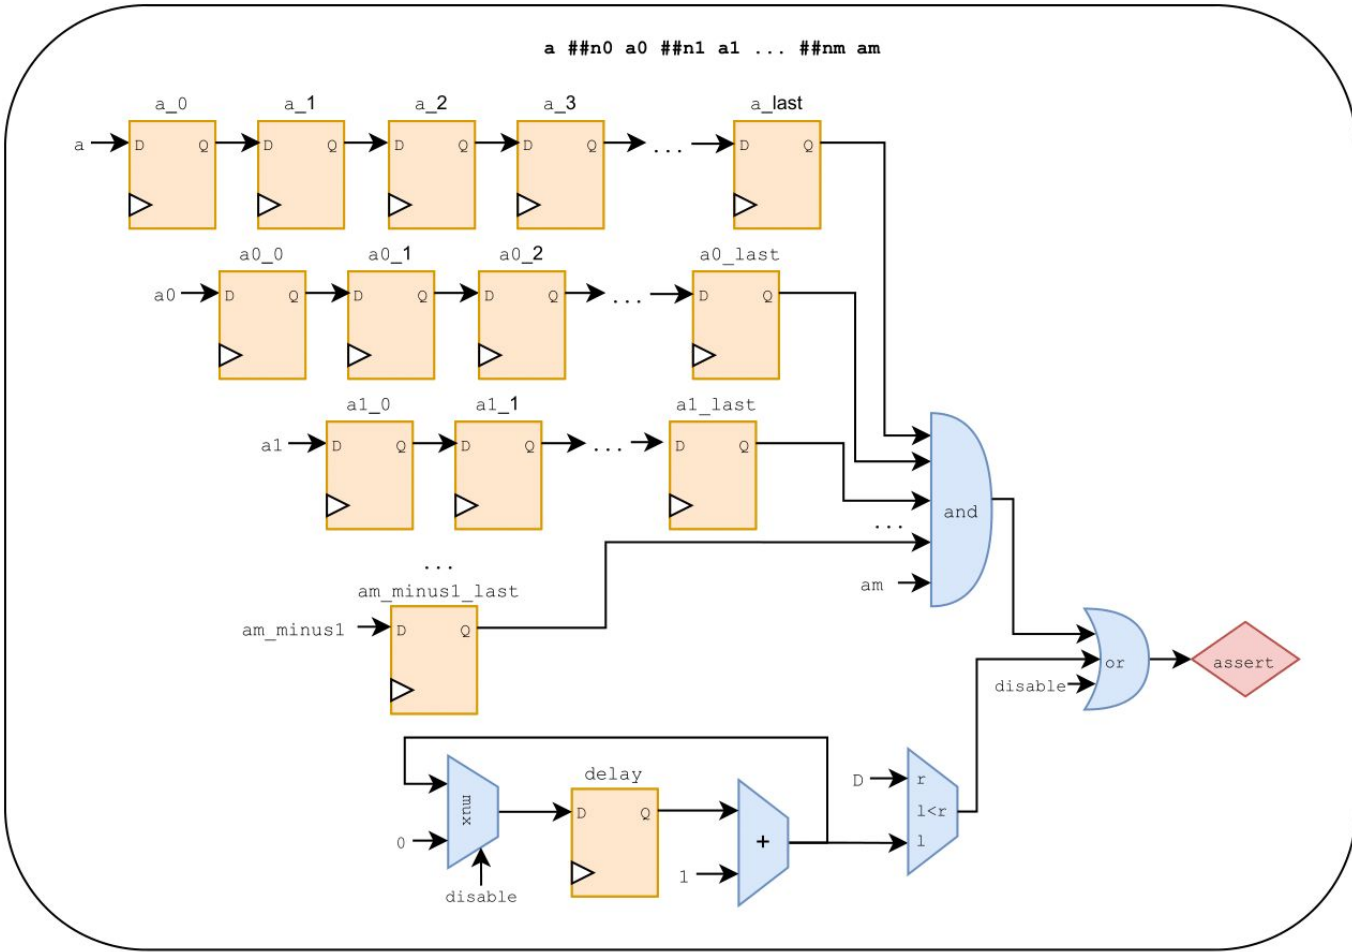 a ##n0 a0 ##n1 a1 ... ##nm am
a_0 a_1 a_2 a_3 a_last
a D Q D Q D Q D Q ... D Q
a0_0 a0_1 a0_2 a0_last
a0 D Q D Q D Q ... D Q
a1_0 a1_1 a1_last
a1 D Q D Q ... D Q
and
...
...
am_minus1_last
am
am_minus1 D Q
or
assert
disable
delay
D r
mux
D Q
l<r
0
+
l
1
disable